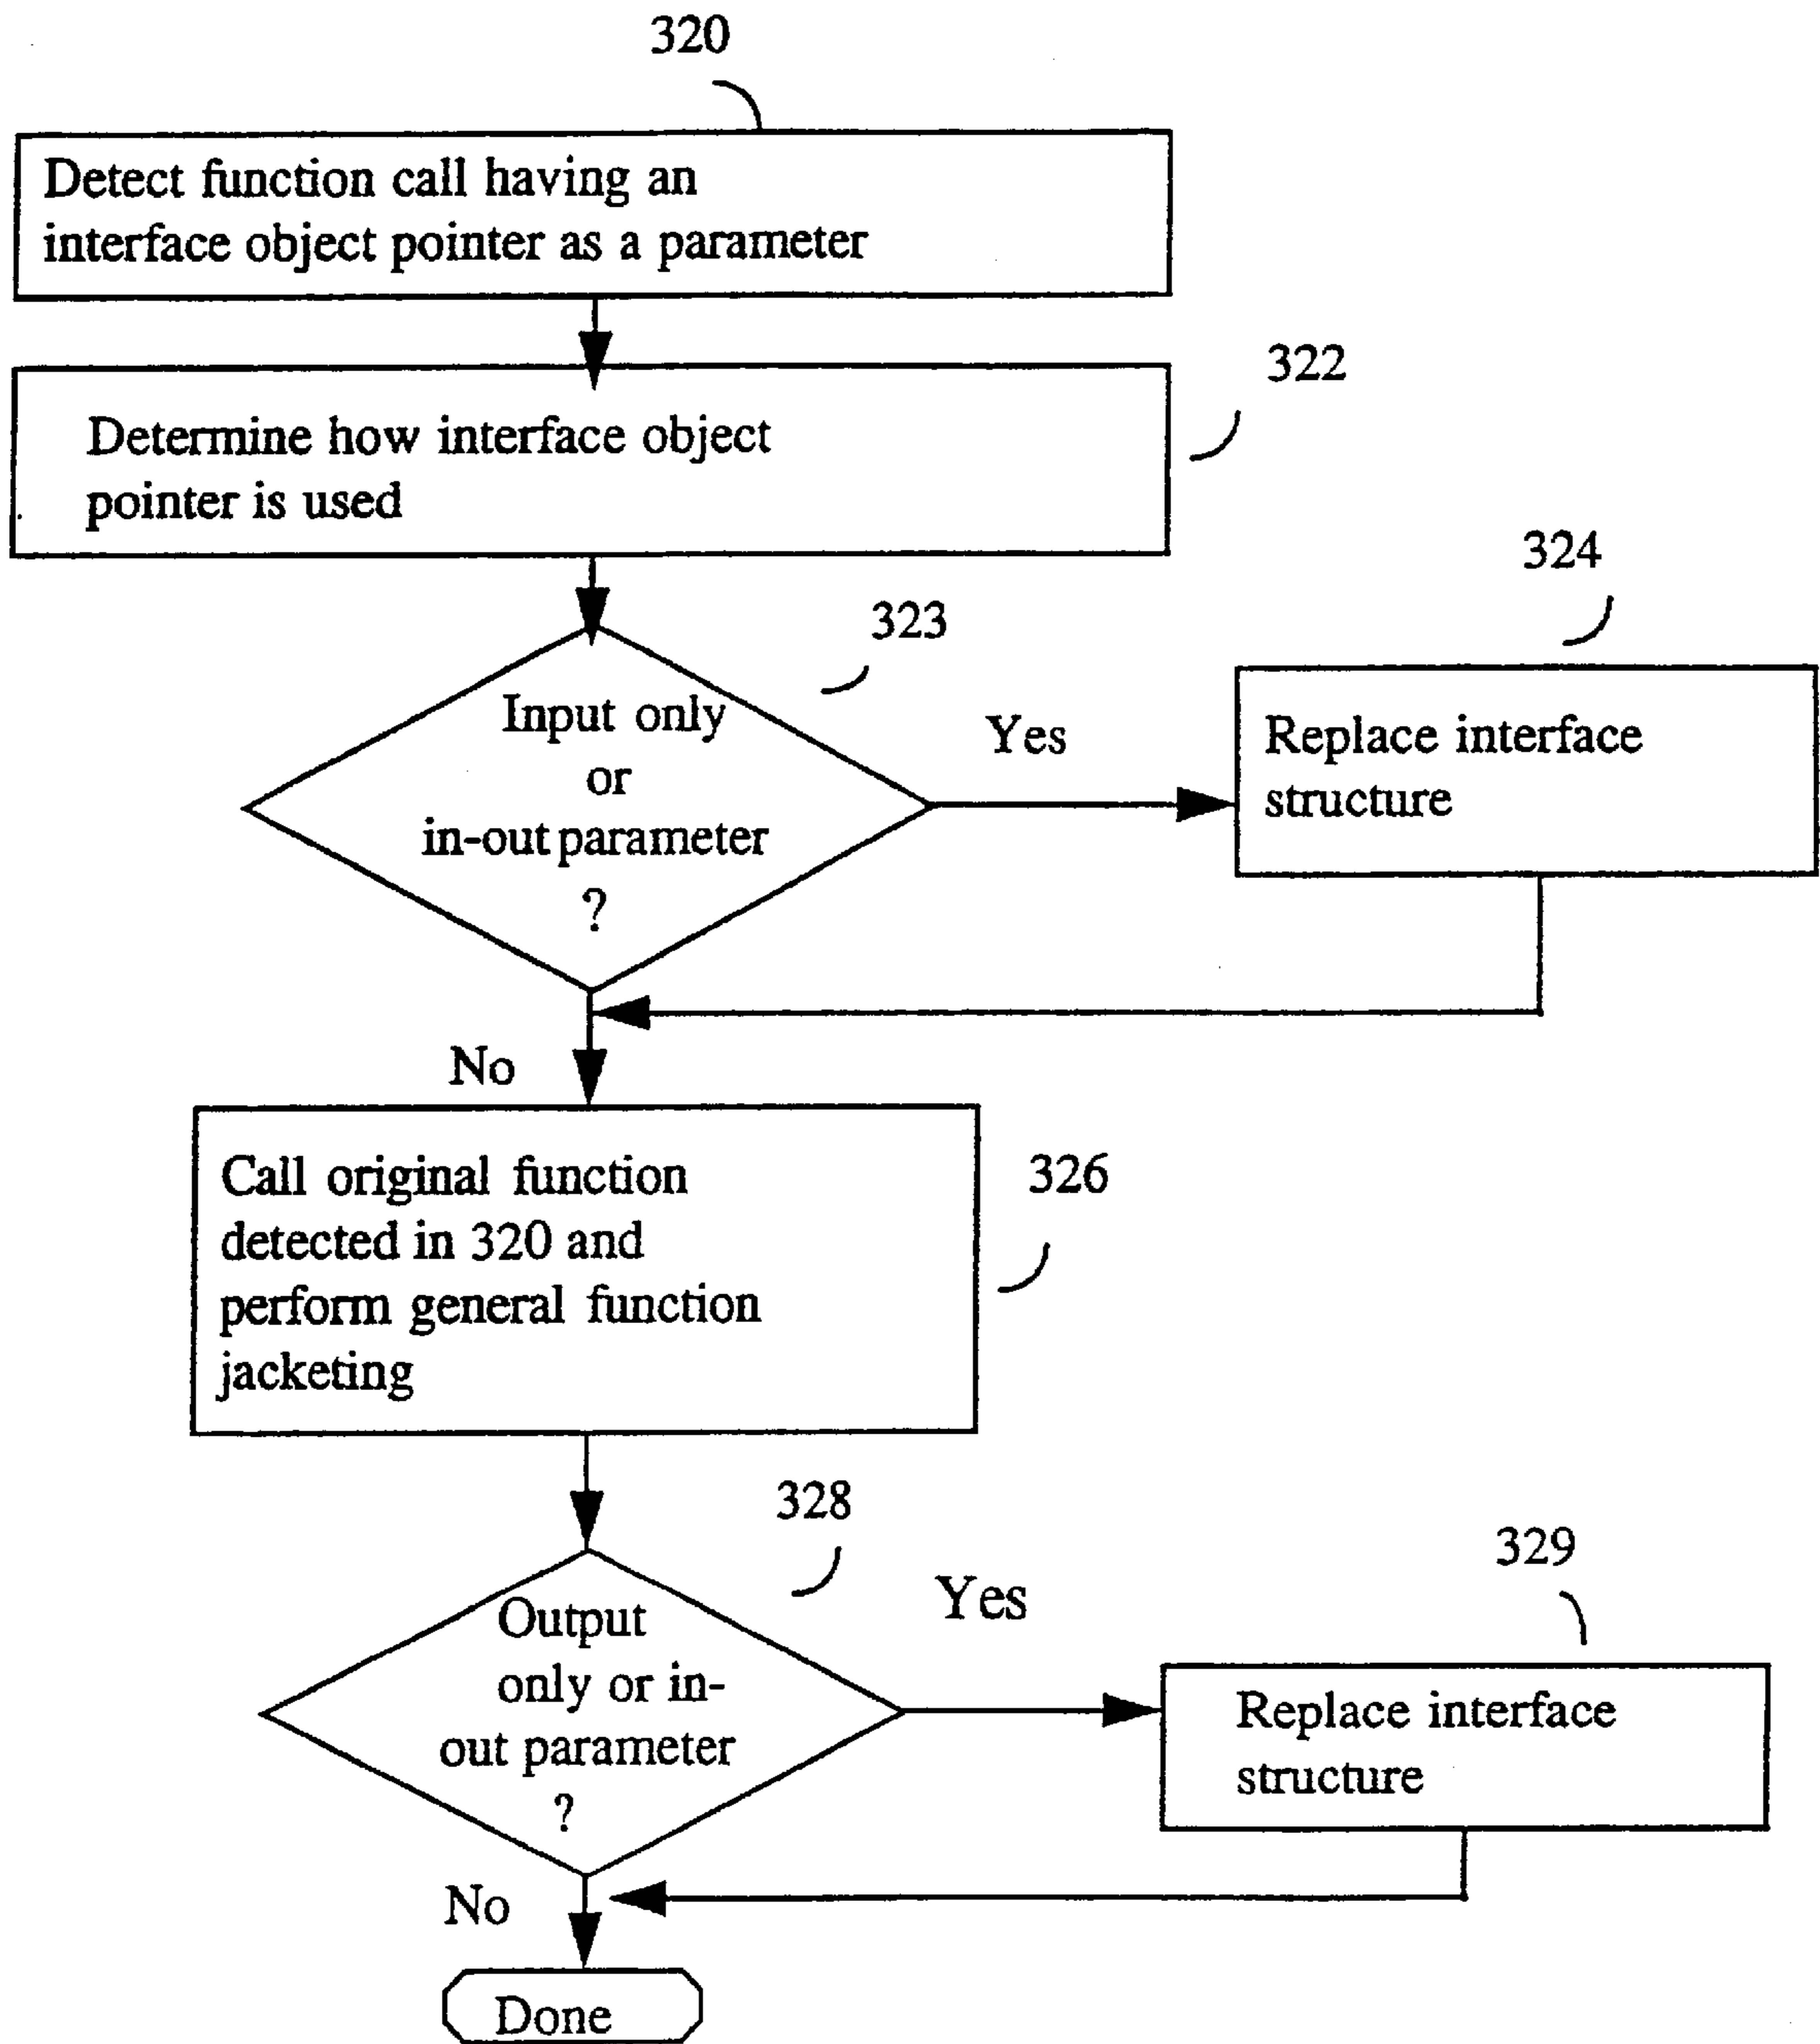 320
Detect function call having an
interface object pointer as a parameter
322
Determine how interface object
pointer is used
323
Input only
or
in-out parameter
?
Yes
324
Replace interface
structure
No
326
Call original function
detected in 320 and
perform general function
jacketing
328
Output
only or in-
out parameter
?
Yes
329
Replace interface
structure
No
Done